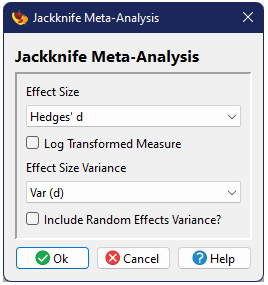 Jackknife Meta-Analysis
Jackknife Meta-Analysis
Effect Size
Hedges' d
Log Transformed Measure
Effect Size Variance
Var (d)
Include Random Effects Variance?
Ok Cancel Help